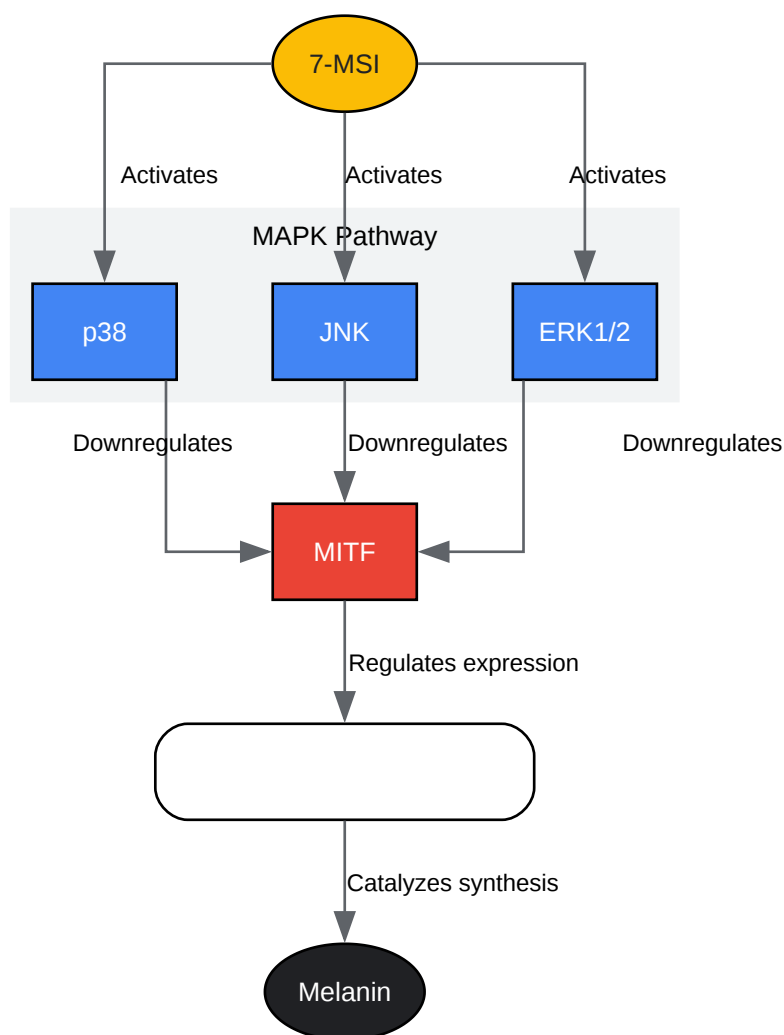 7-MSI
Activates
Activates
Activates
MAPK Pathway
p38
JNK
ERK1/2
Downregulates
Downregulates
Downregulates
MITF
Regulates expression
Catalyzes synthesis
Melanin